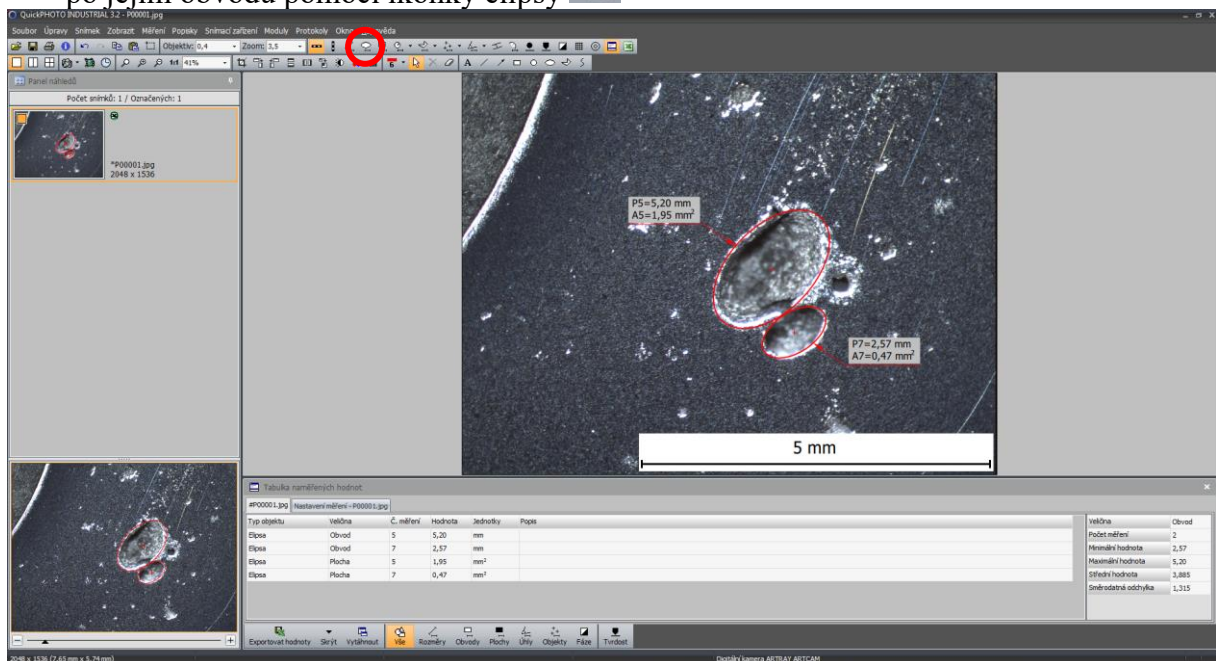 po jejím obvodu pomocí ikonky elipsy
QuickPHOTO INDUSTRIAL 3.2 - P00001.jpg
Soubor Úpravy Snímek Zobrazit Měření Popisky Snímací zařízení Moduly Protokoly
Objektiv: 0,4 Zoom: 3,5
1:1 41%
Panel náhledů
Počet snímků: 1 / Označených: 1
*P00001.jpg
2048 x 1536
P5=5,20 mm
A5=1,95 mm²
P7=2,57 mm
A7=0,47 mm²
5 mm
Tabulka naměřených hodnot
#P00001.jpg Nastavení měření - P00001.jpg
Typ objektu Veličina Č. měření Hodnota Jednotky Popis
Elipsa Obvod 5 5,20 mm
Elipsa Obvod 7 2,57 mm
Elipsa Plocha 5 1,95 mm²
Elipsa Plocha 7 0,47 mm²
Veličina Obvod
Počet měření 2
Minimální hodnota 2,57
Maximální hodnota 5,20
Střední hodnota 3,885
Směrodatná odchylka 1,315
Exportovat hodnoty Skrýt Vytáhnout Vše Rozměry Obvody Plochy Úhly Objekty Fáze Tvrdost
2048 x 1536 (7,65 mm x 5,74 mm)
Digitální kamera ARTRAY ARTCAM